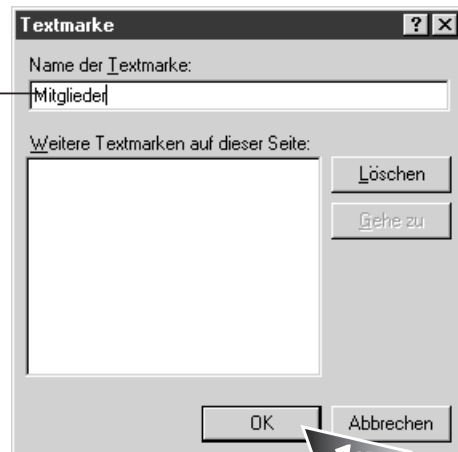 Textmarke
Name der Textmarke:
Mitglieder
Weitere Textmarken auf dieser Seite:
Löschen
Gehe zu
OK
Abbrechen